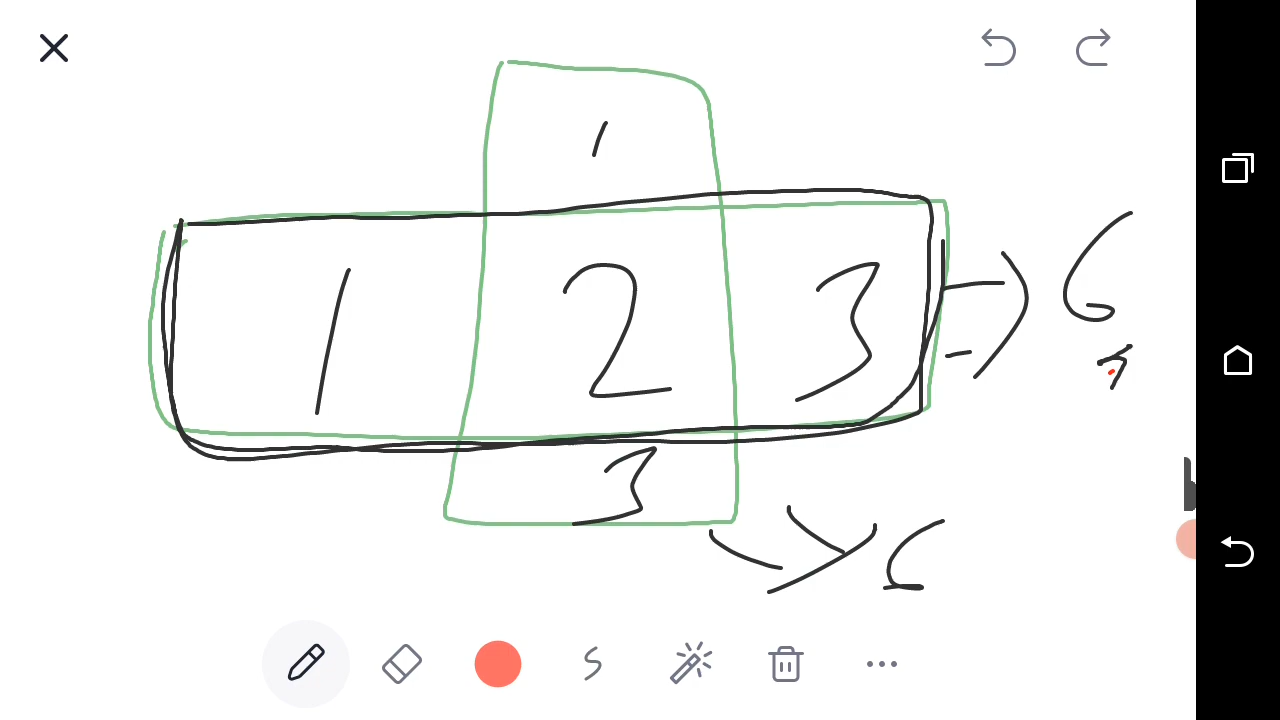 1
1 2 3 → 6
3 → 6